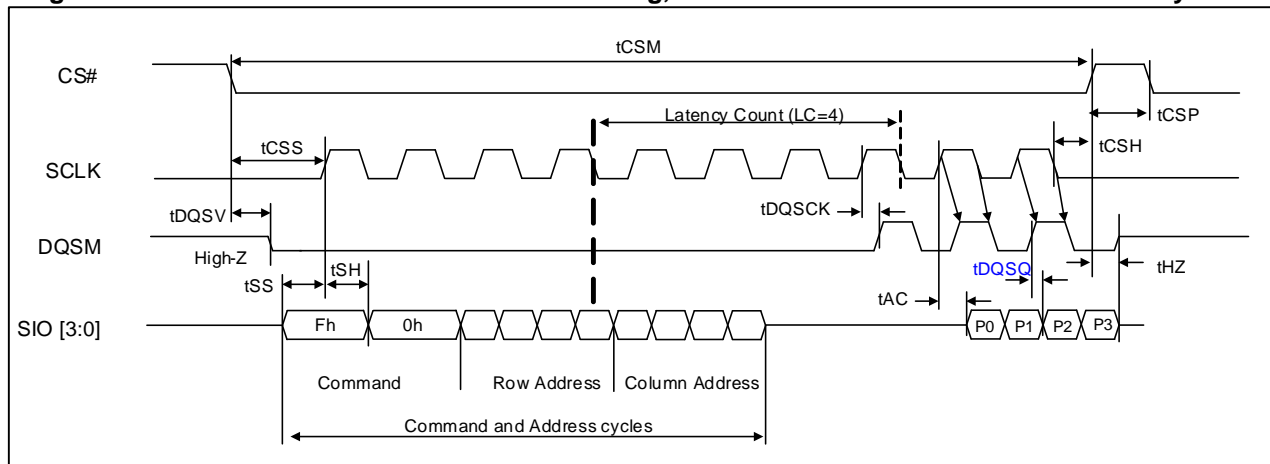 tCSM
CS#
Latency Count (LC=4)
tCSP
tCSS
tCSH
SCLK
tDQSV
tDQSCK
DQSM
High-Z
tDQSQ
tHZ
tSS
tSH
tAC
SIO [3:0]
Fh
0h
P0
P1
P2
P3
Command
Row Address
Column Address
Command and Address cycles